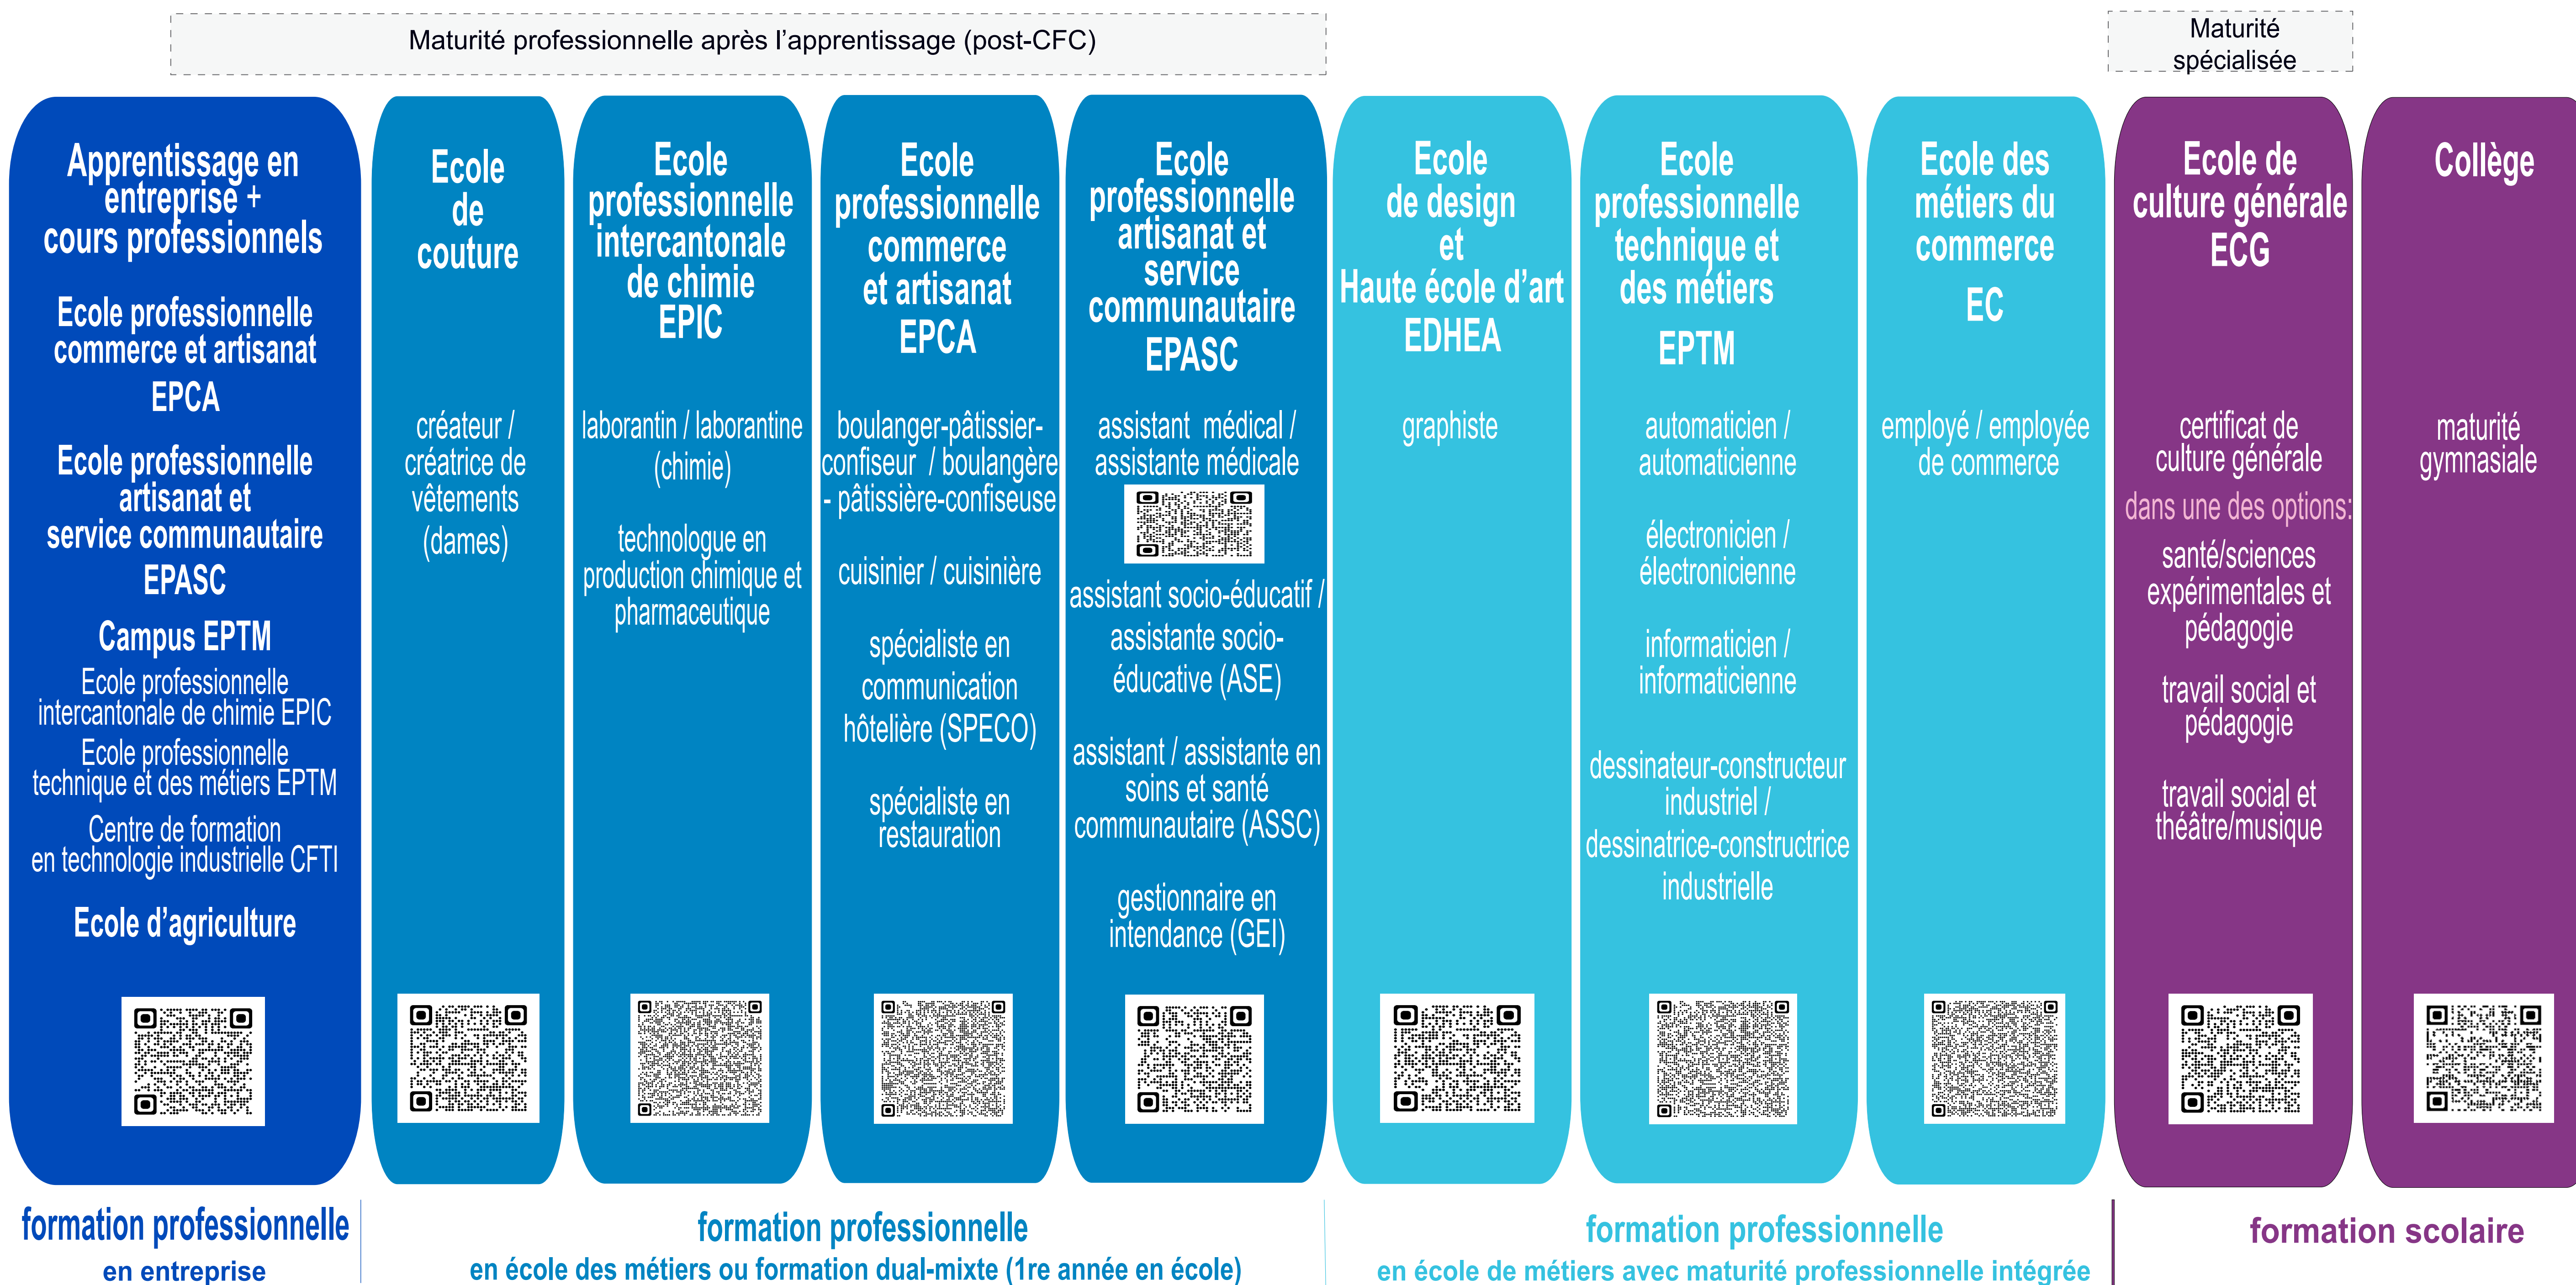 Maturité professionnelle après l’apprentissage (post-CFC)
Maturité
spécialisée
Apprentissage en
entreprise +
cours professionnels
Ecole professionnelle
commerce et artisanat
EPCA
Ecole professionnelle
artisanat et
service communautaire
EPASC
Campus EPTM
Ecole professionnelle
intercantonale de chimie EPIC
Ecole professionnelle
technique et des métiers EPTM
Centre de formation
en technologie industrielle CFTI
Ecole d’agriculture
Ecole
de
couture
créateur /
créatrice de
vêtements
(dames)
Ecole
professionnelle
intercantonale
de chimie
EPIC
laborantin / laborantine
(chimie)
technologue en
production chimique et
pharmaceutique
Ecole
professionnelle
commerce
et artisanat
EPCA
boulanger-pâtissier-
confiseur / boulangère
- pâtissière-confiseuse
cuisinier / cuisinière
spécialiste en
communication
hôtelière (SPECO)
spécialiste en
restauration
Ecole
professionnelle
artisanat et
service
communautaire
EPASC
assistant médical /
assistante médicale
assistant socio-éducatif /
assistante socio-
éducative (ASE)
assistant / assistante en
soins et santé
communautaire (ASSC)
gestionnaire en
intendance (GEI)
Ecole
de design
et
Haute école d’art
EDHEA
graphiste
Ecole
professionnelle
technique et
des métiers
EPTM
automaticien /
automaticienne
électronicien /
électronicienne
informaticien /
informaticienne
dessinateur-constructeur
industriel /
dessinatrice-constructrice
industrielle
Ecole des
métiers du
commerce
EC
employé / employée
de commerce
Ecole de
culture générale
ECG
certificat de
culture générale
dans une des options:
santé/sciences
expérimentales et
pédagogie
travail social et
pédagogie
travail social et
théâtre/musique
Collège
maturité
gymnasiale
formation professionnelle
en entreprise
formation professionnelle
en école des métiers ou formation dual-mixte (1re année en école)
formation professionnelle
en école de métiers avec maturité professionnelle intégrée
formation scolaire